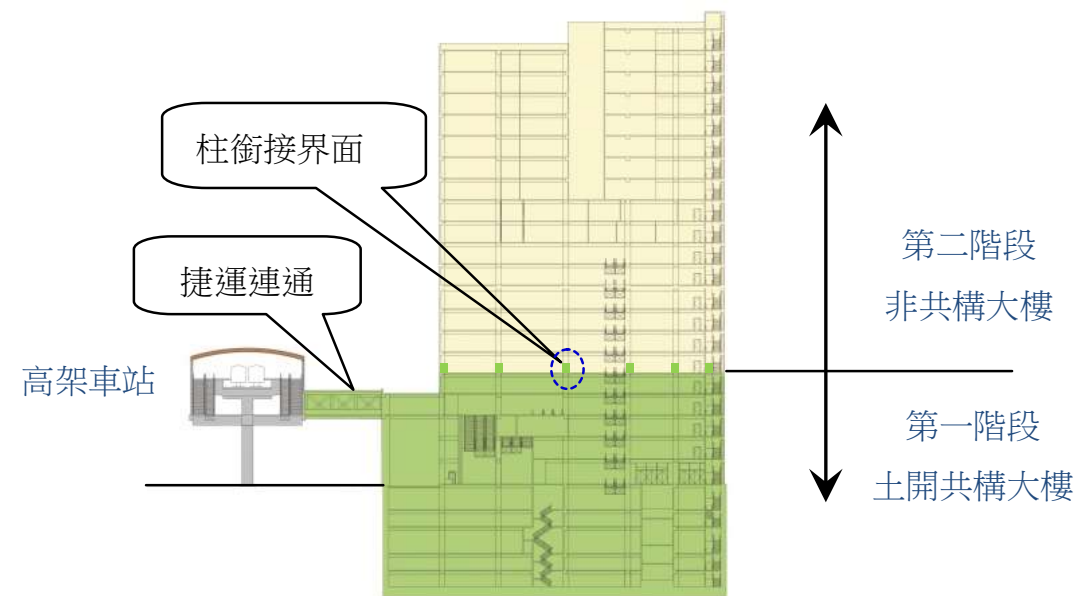 柱銜接界面
捷運連通
高架車站
第二階段
非共構大樓
第一階段
土開共構大樓